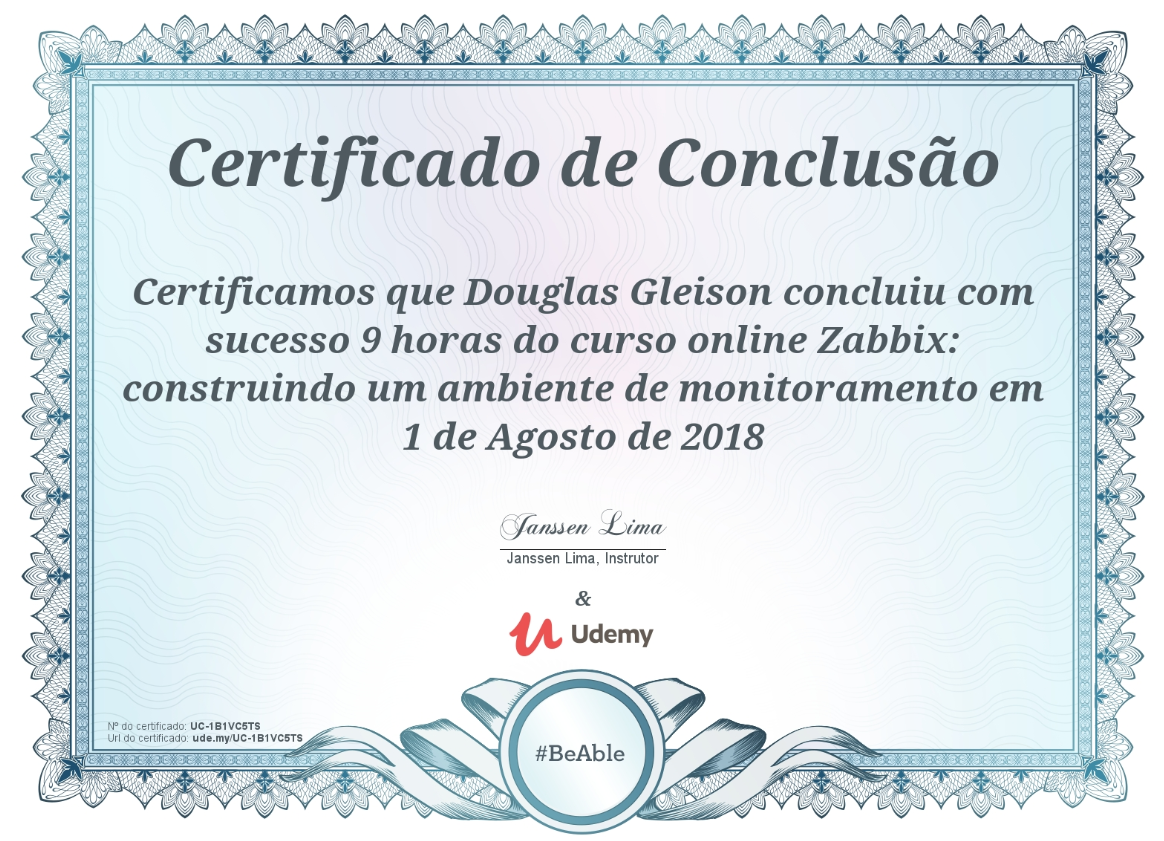 Certificado de Conclusão
Certificamos que Douglas Gleison concluiu com
sucesso 9 horas do curso online Zabbix:
construindo um ambiente de monitoramento em
1 de Agosto de 2018
Janssen Lima
Janssen Lima, Instrutor
&
Udemy
Nº do certificado: UC-1B1VC5TS
Url do certificado: ude.my/UC-1B1VC5TS
#BeAble